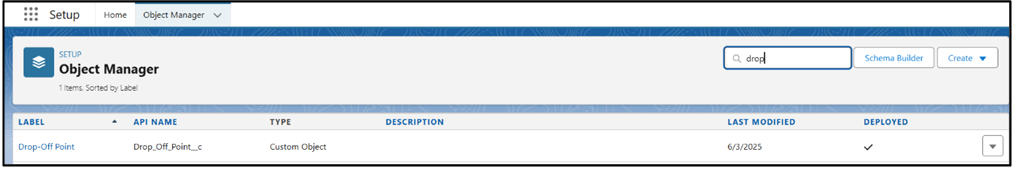 Setup Home Object Manager
SETUP
Object Manager
1 Items. Sorted by Label
drop
Schema Builder
Create
LABEL API NAME TYPE DESCRIPTION LAST MODIFIED DEPLOYED
Drop-Off Point Drop_Off_Point__c Custom Object 6/3/2025